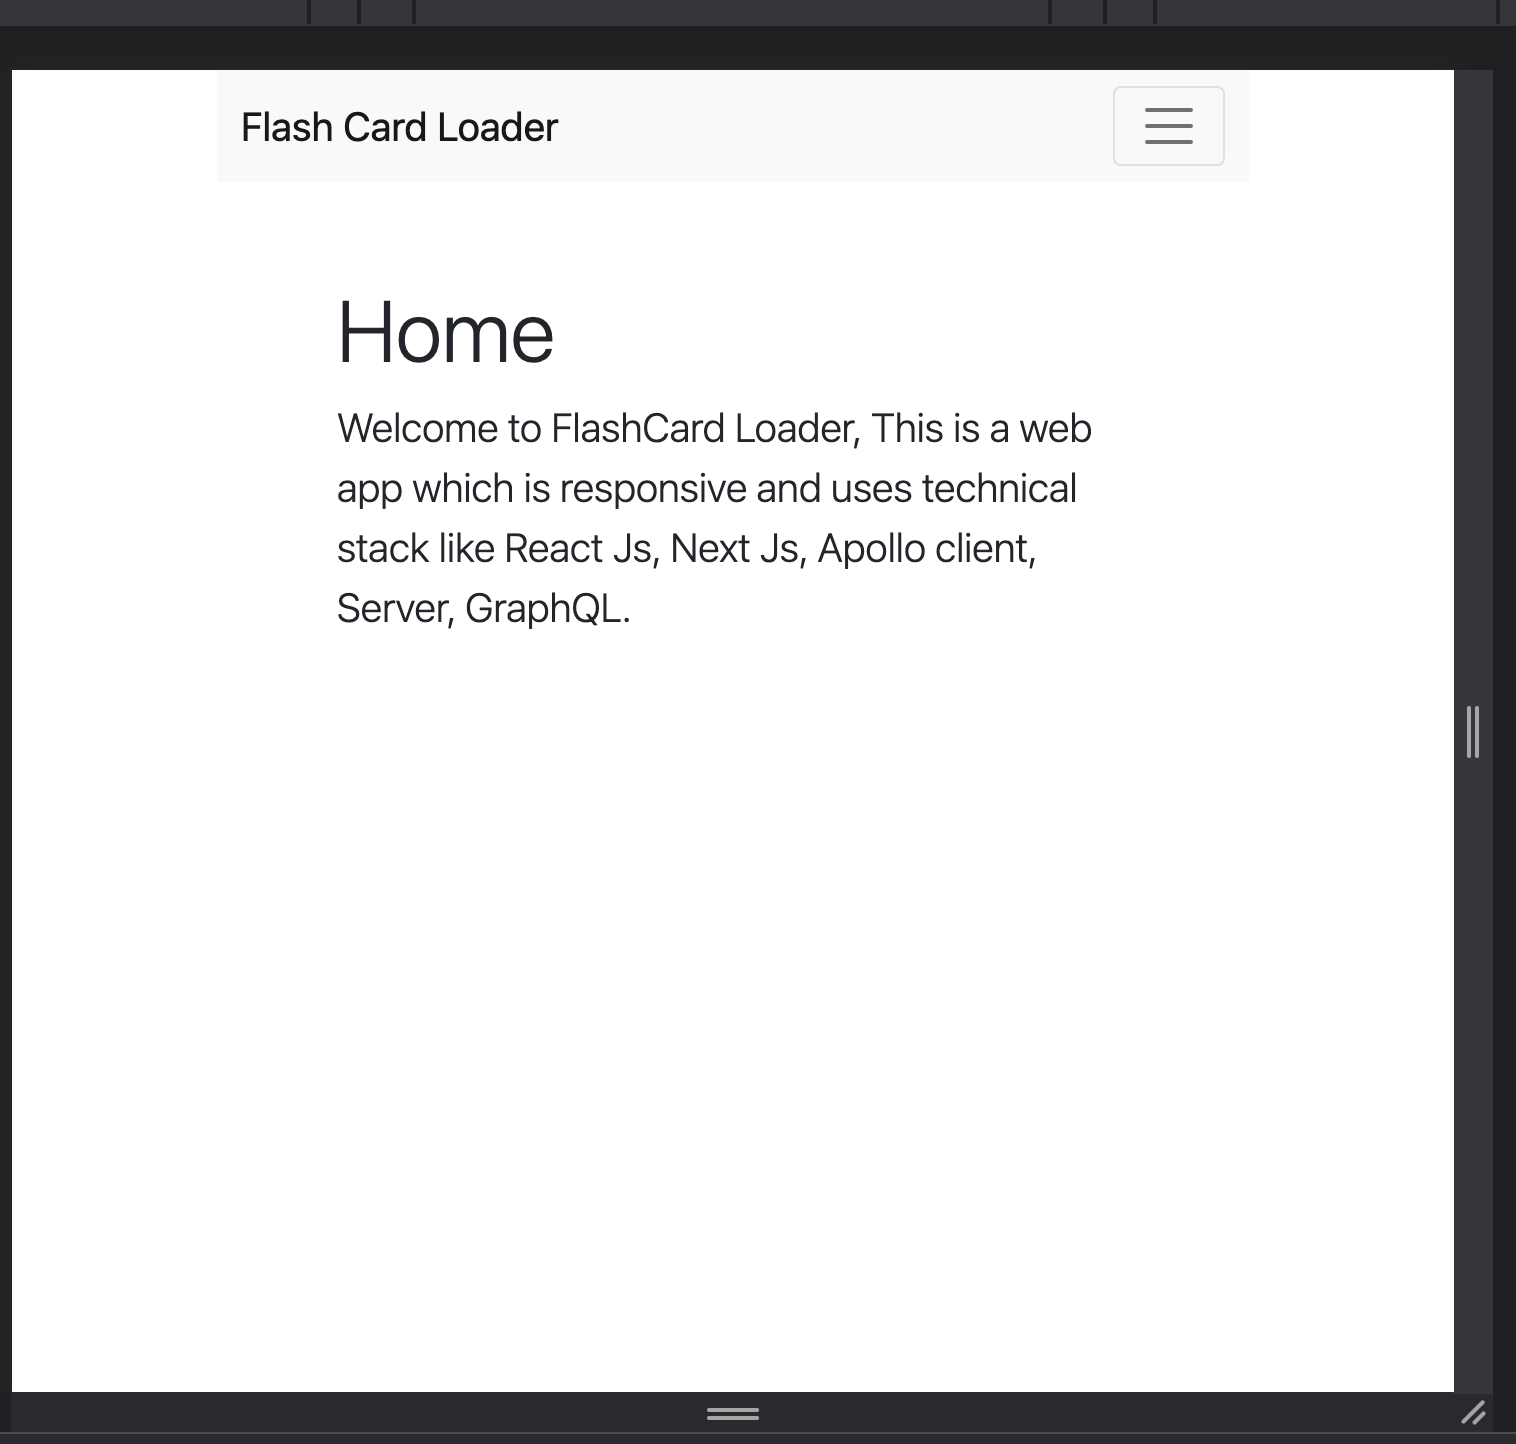 Flash Card Loader
Home
Welcome to FlashCard Loader, This is a web
app which is responsive and uses technical
stack like React Js, Next Js, Apollo client,
Server, GraphQL.